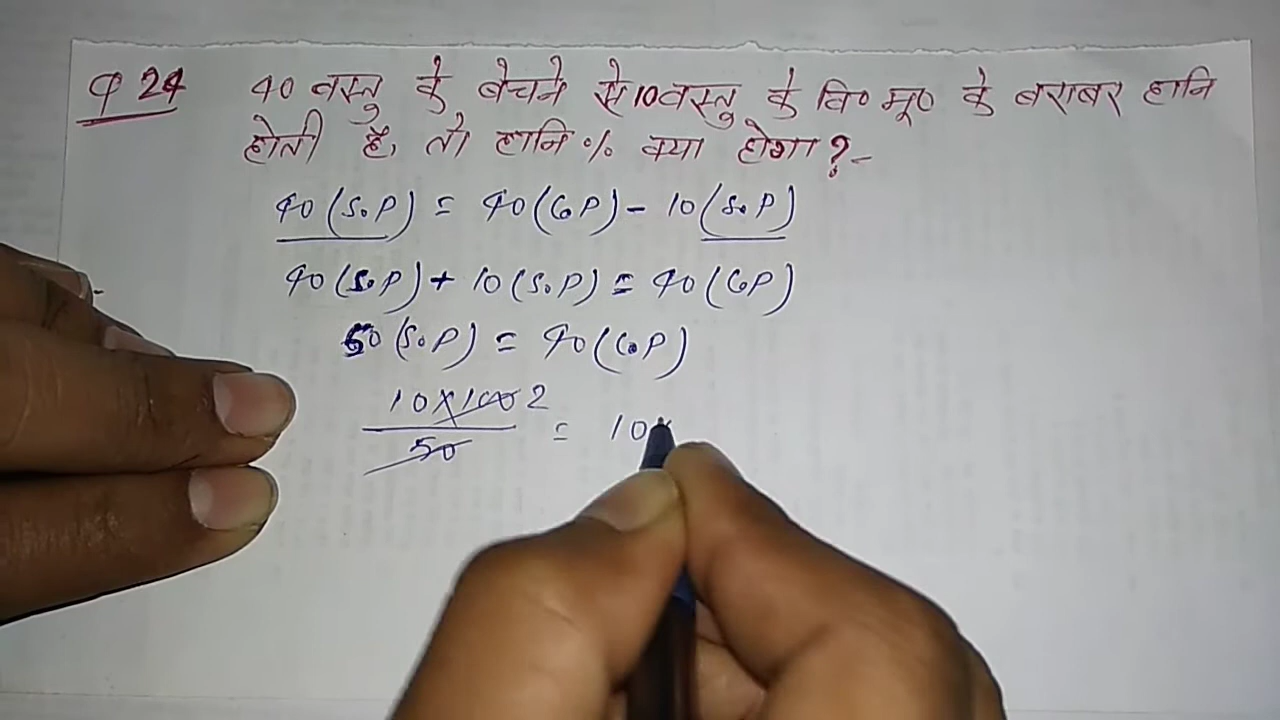 Q 24 40 वस्तु के बेचने से 10 वस्तु के वि० मू० के बराबर हानि
होती है, तो हानि % क्या होगा ? -
40 (S.P) = 40 (C.P) - 10 (S.P)
40 (S.P) + 10 (S.P) = 40 (C.P)
50 (S.P) = 40 (C.P)
10 x 100 2
50 = 10